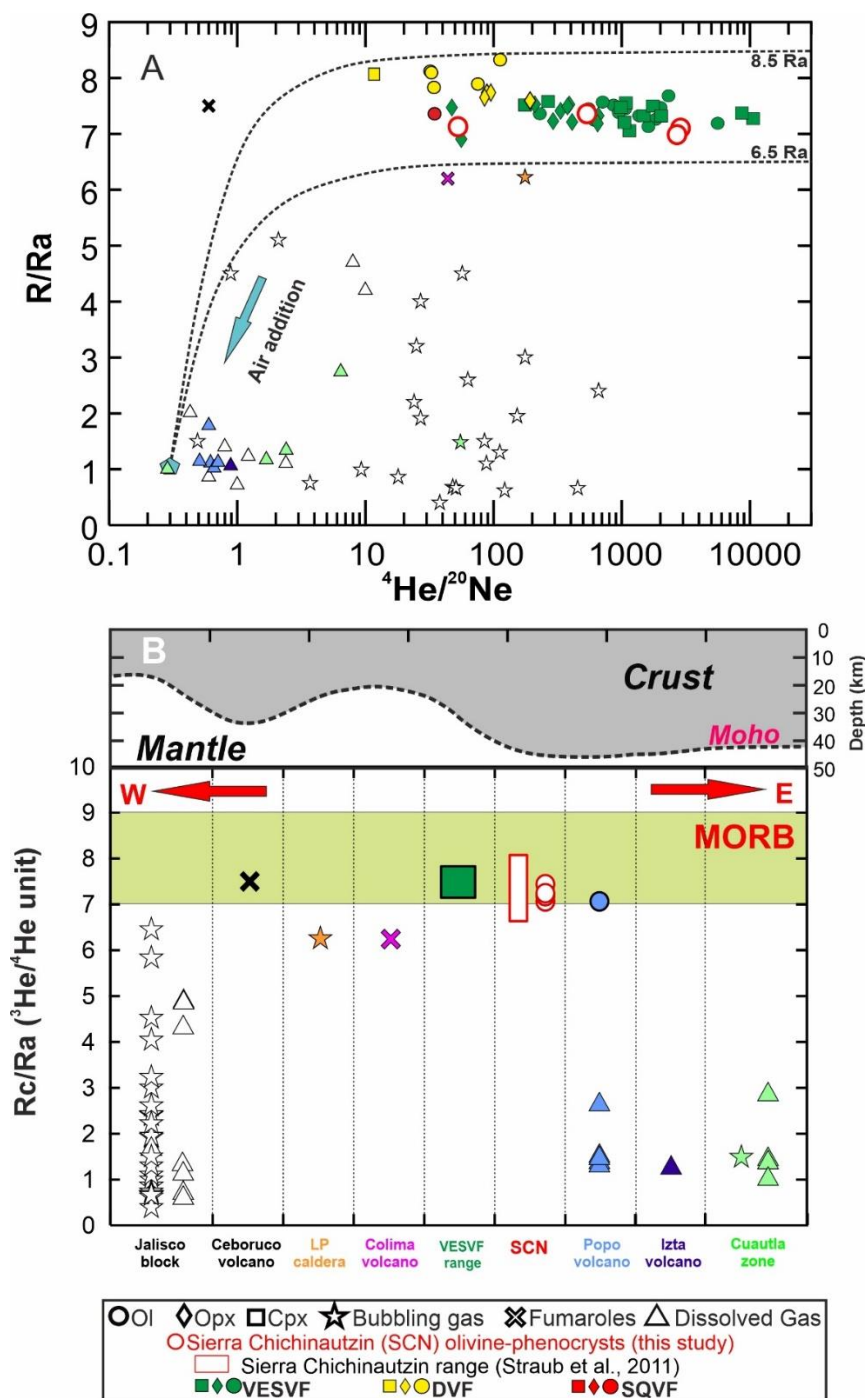 A
9
8
7
6
5
4
3
2
1
0
R/Ra
8.5 Ra
6.5 Ra
Air addition
0.1 1 10 100 1000 10000
⁴He/²⁰Ne
B
Crust
Moho
Mantle
0
10
20
30
40
50
Depth (km)
W
E
MORB
10
9
8
7
6
5
4
3
2
1
0
Rc/Ra (³He/⁴He unit)
Jalisco block
Ceboruco volcano
LP caldera
Colima volcano
VESVF range
SCN
Popo volcano
Izta volcano
Cuautla zone
Ol Opx Cpx Bubbling gas Fumaroles Dissolved Gas
Sierra Chichinautzin (SCN) olivine-phenocrysts (this study)
Sierra Chichinautzin range (Straub et al., 2011)
VESVF DVF SQVF